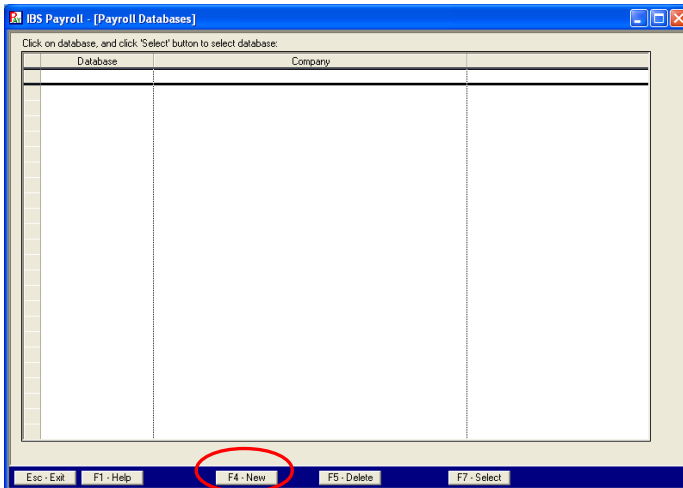 IBS Payroll - [Payroll Databases]
Click on database, and click 'Select' button to select database:
Database Company
Esc - Exit F1 - Help F4 - New F5 - Delete F7 - Select